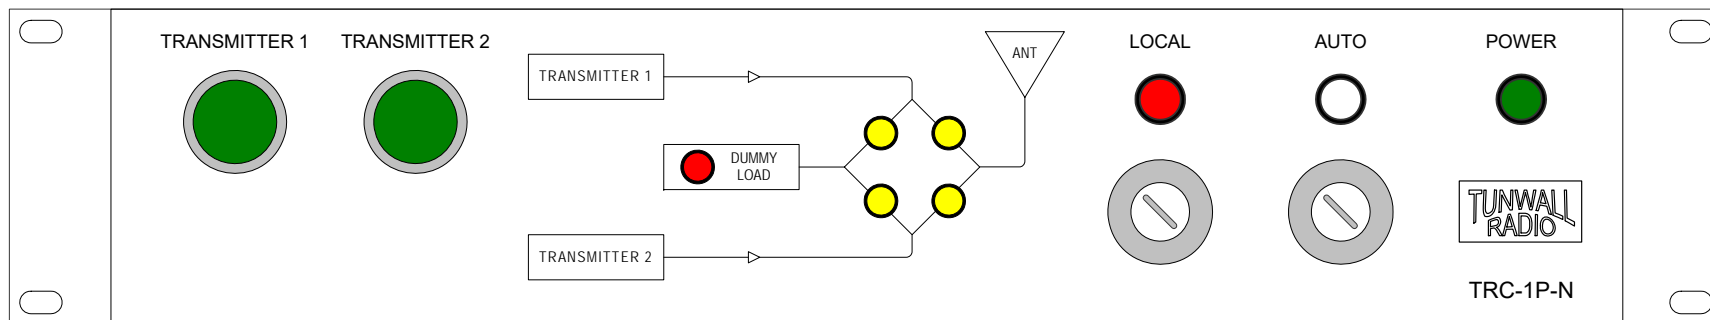 TRANSMITTER 1
TRANSMITTER 2
TRANSMITTER 1
ANT
DUMMY
LOAD
TRANSMITTER 2
LOCAL
AUTO
POWER
TUNWALL
RADIO
TRC-1P-N